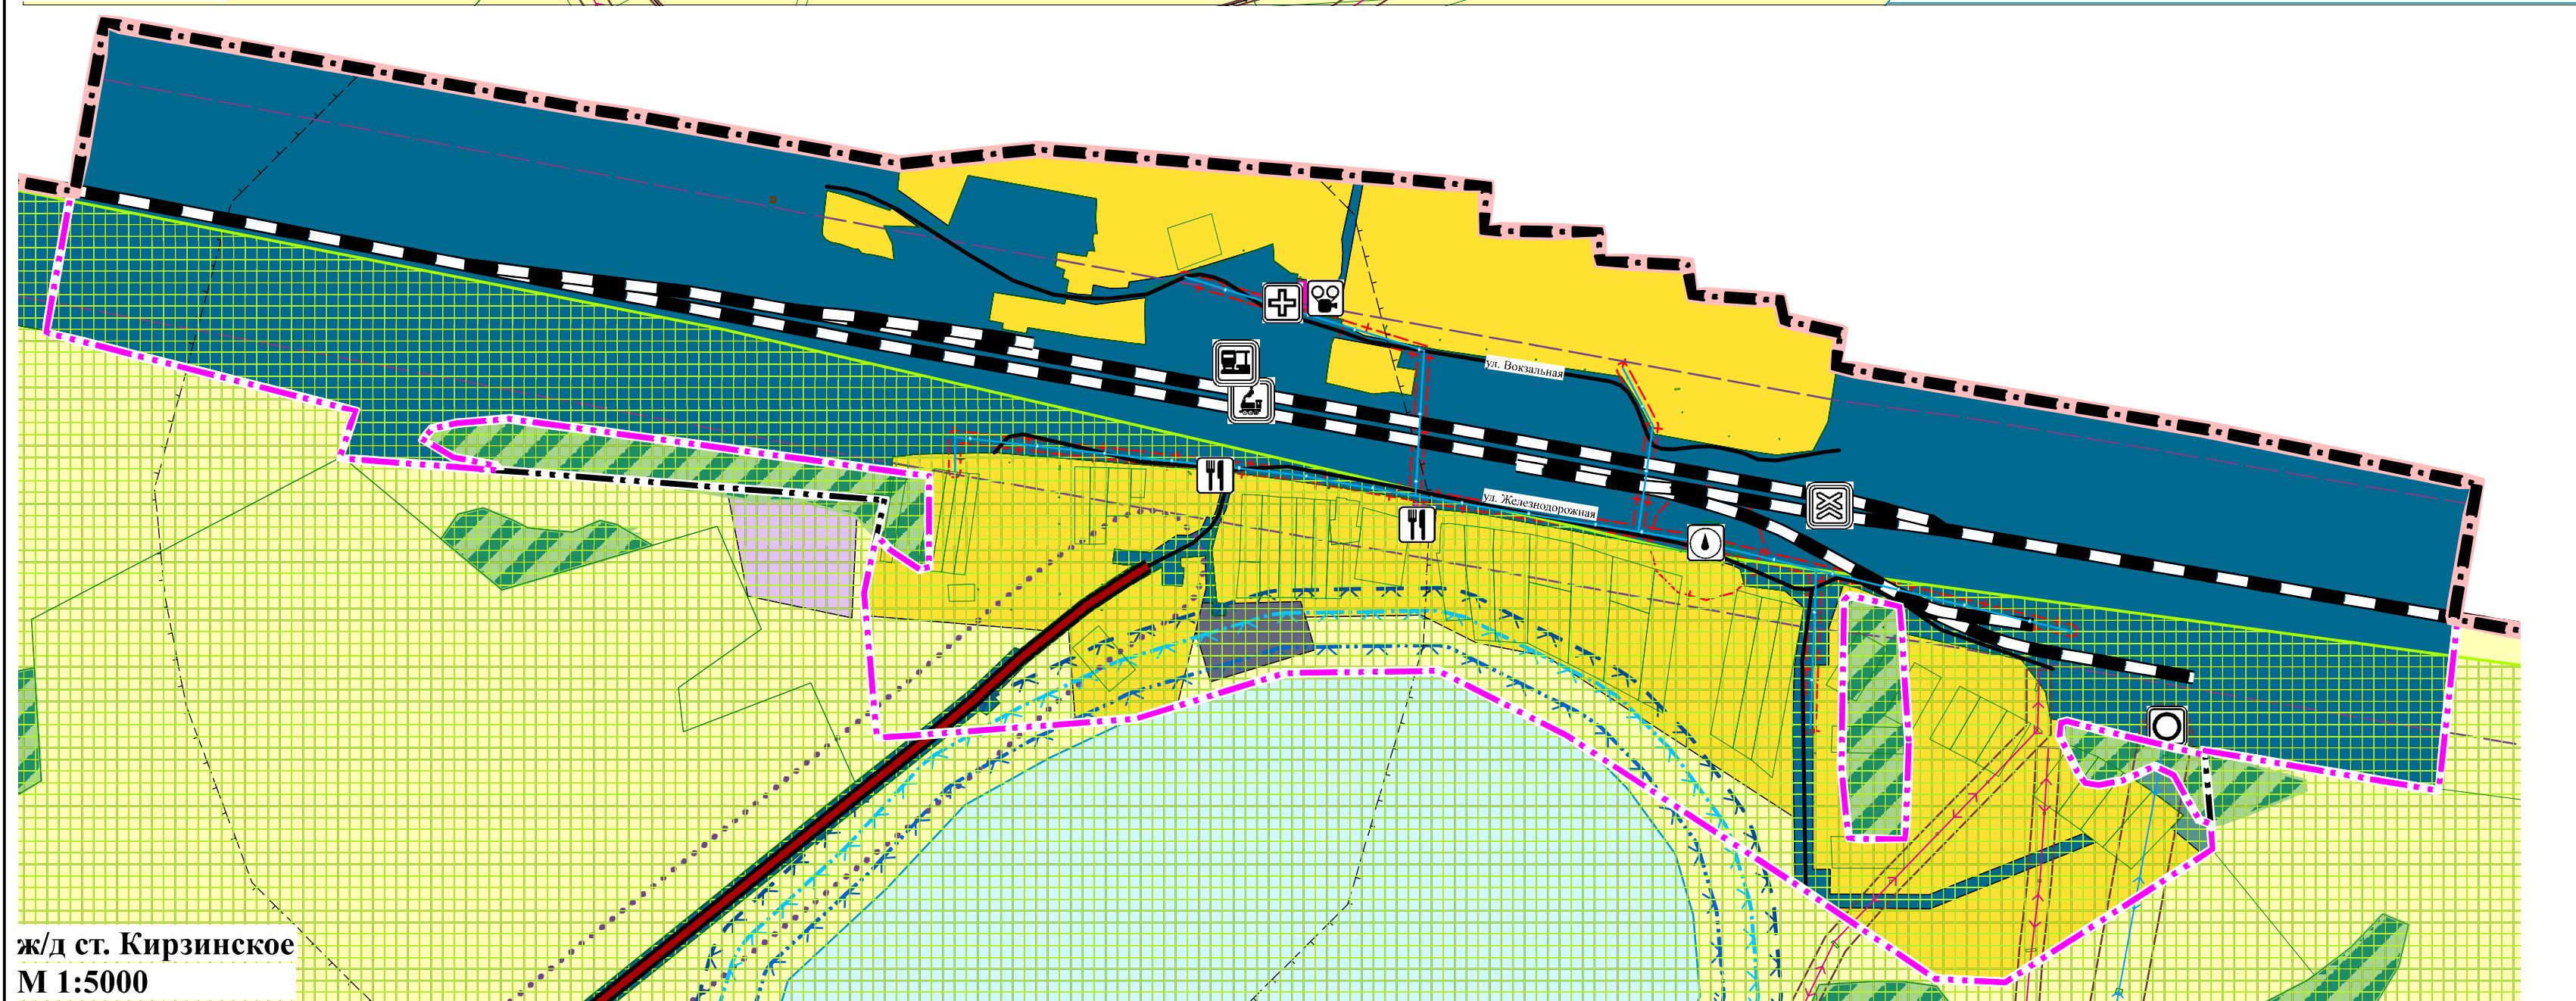 ул. Вокзальная
ул. Железнодорожная
ж/д ст. Кирзинское
М 1:5000